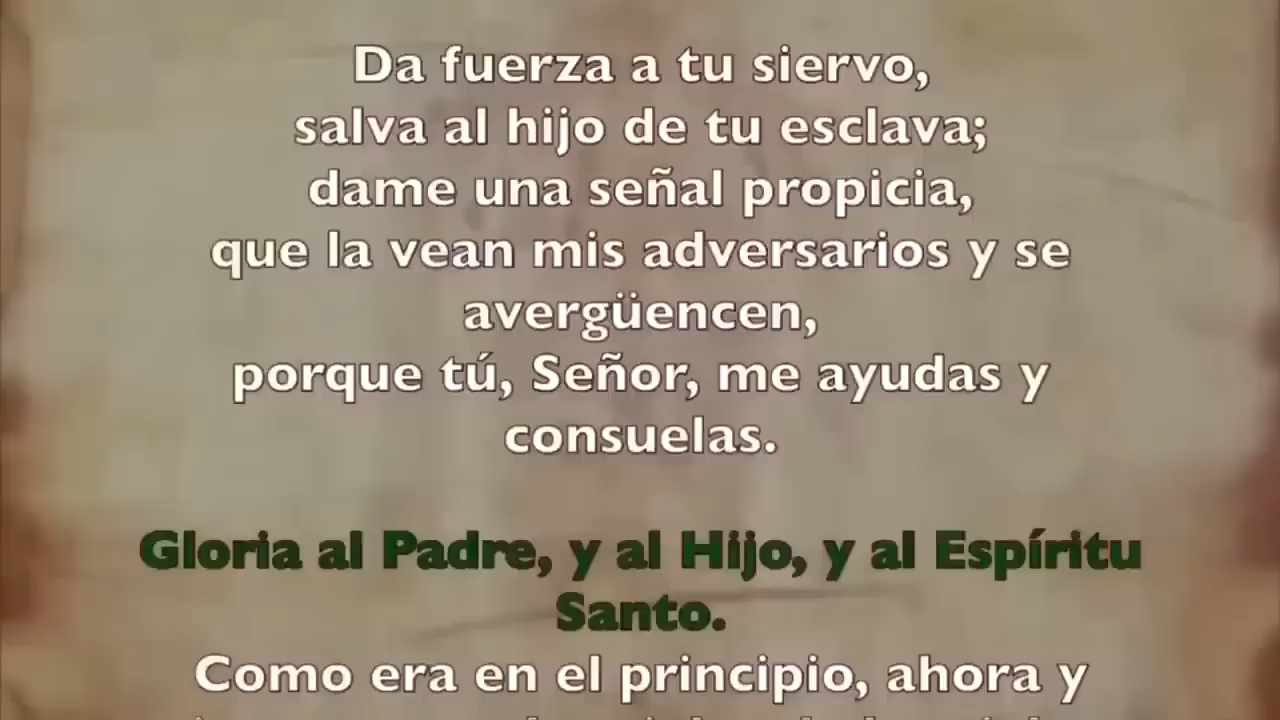 Da fuerza a tu siervo,
salva al hijo de tu esclava;
dame una señal propicia,
que la vean mis adversarios y se
avergüencen,
porque tú, Señor, me ayudas y
consuelas.
Gloria al Padre, y al Hijo, y al Espíritu
Santo.
Como era en el principio, ahora y